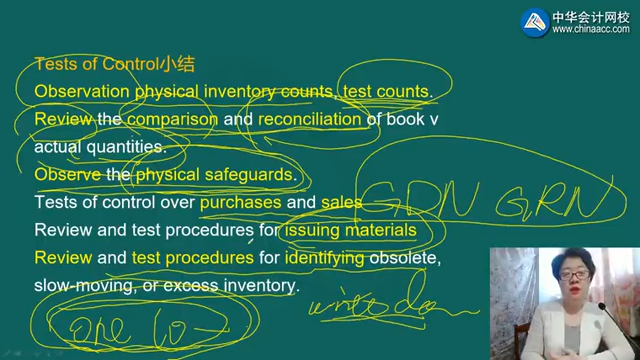 中华会计网校
www.chinaacc.com
Tests of Control小结
Observation physical inventory counts, test counts.
Review the comparison and reconciliation of book v
actual quantities.
Observe the physical safeguards.
Tests of control over purchases and sales
GDN GRN
Review and test procedures for issuing materials
Review and test procedures for identifying obsolete,
slow-moving, or excess inventory.